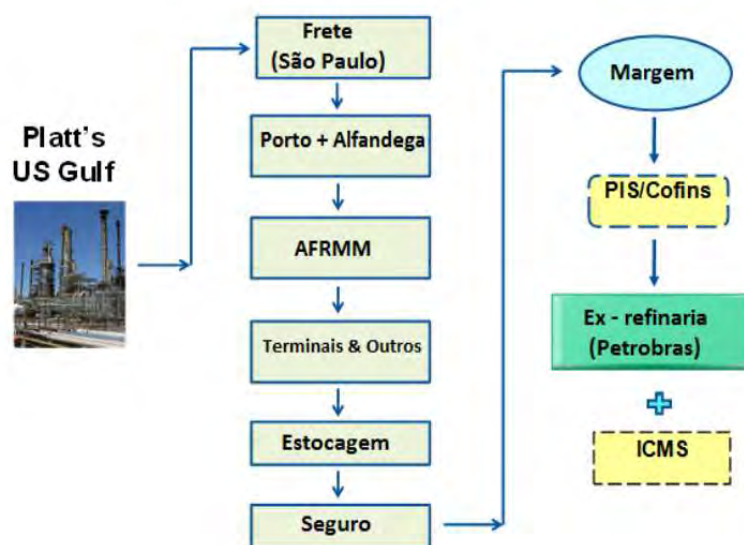 Platt's
US Gulf
Frete
(São Paulo)
Porto + Alfandega
AFRMM
Terminais & Outros
Estocagem
Seguro
Margem
PIS/Cofins
Ex - refinaria
(Petrobras)
ICMS